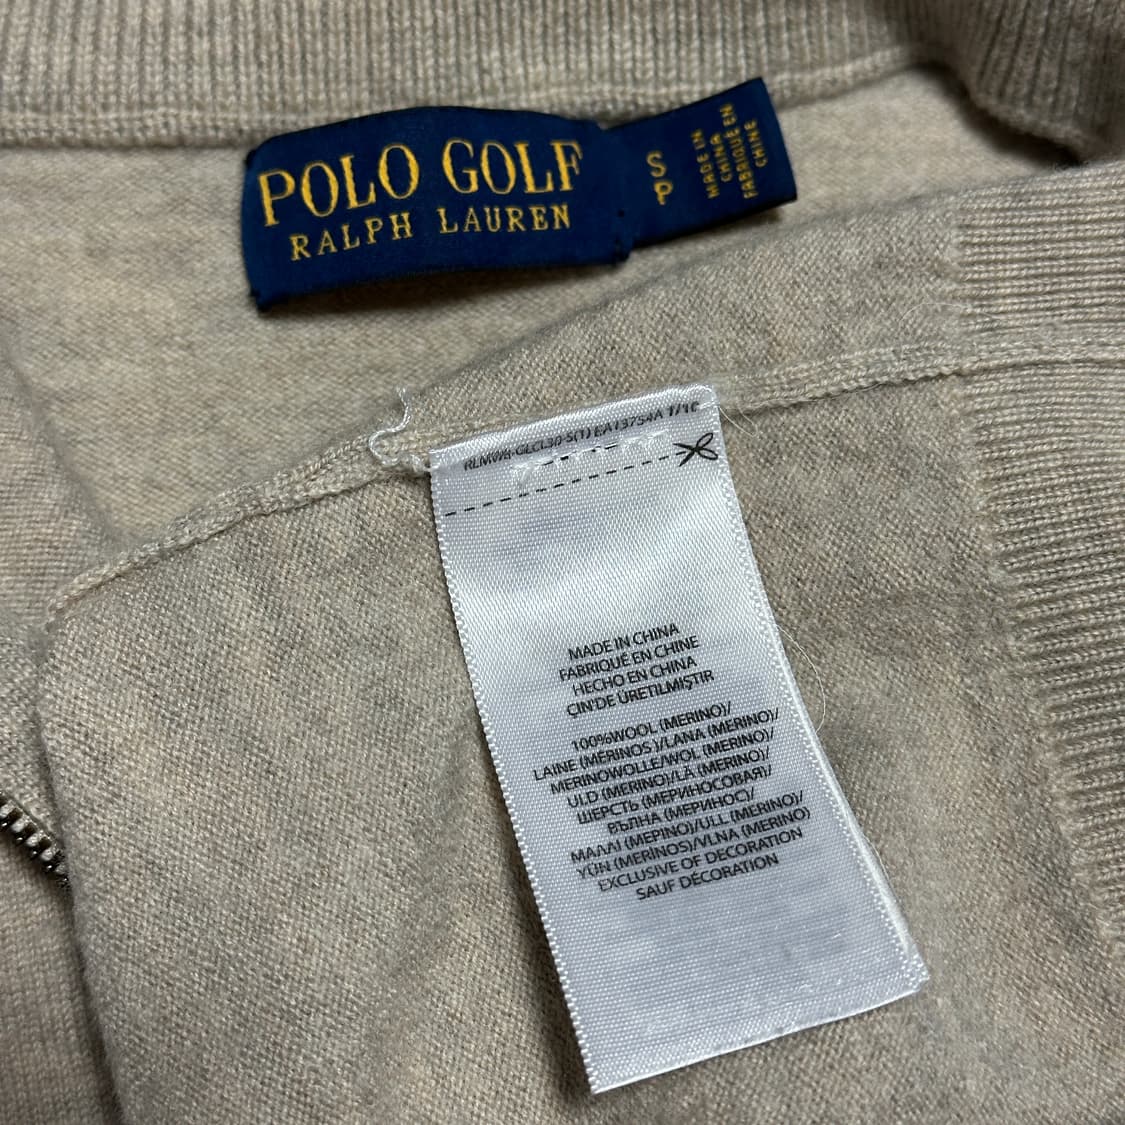 POLO GOLF
RALPH LAUREN
S
P
MADE IN
CHINA
FABRIQUÉ EN
CHINE
MADE IN CHINA
FABRIQUÉ EN CHINE
HECHO EN CHINA
ÇIN'DE ÜRETILMIŞTIR
100%WOOL (MERINO)/
LAINE (MÉRINOS )/LANA (MERINO)/
MERINOWOLLE/WOL (MERINO)/
ULD (MERINO)/LÃ (MERINO)/
ШЕРСТЬ (МЕРИНОСОВАЯ)/
ВЪЛНА (МЕРИНОС)/
ΜΑΛΛΙ (ΜΕΡΙΝΟ)/ULL (MERINO)/
YÜN (MERINOS)/VLNA (MERINO)
EXCLUSIVE OF DECORATION
SAUF DÉCORATION